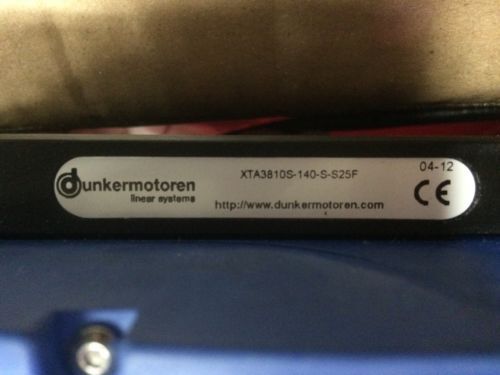 dunkermotoren
linear systems
XTA3810S-140-S-S25F
http://www.dunkermotoren.com
04-12
CE